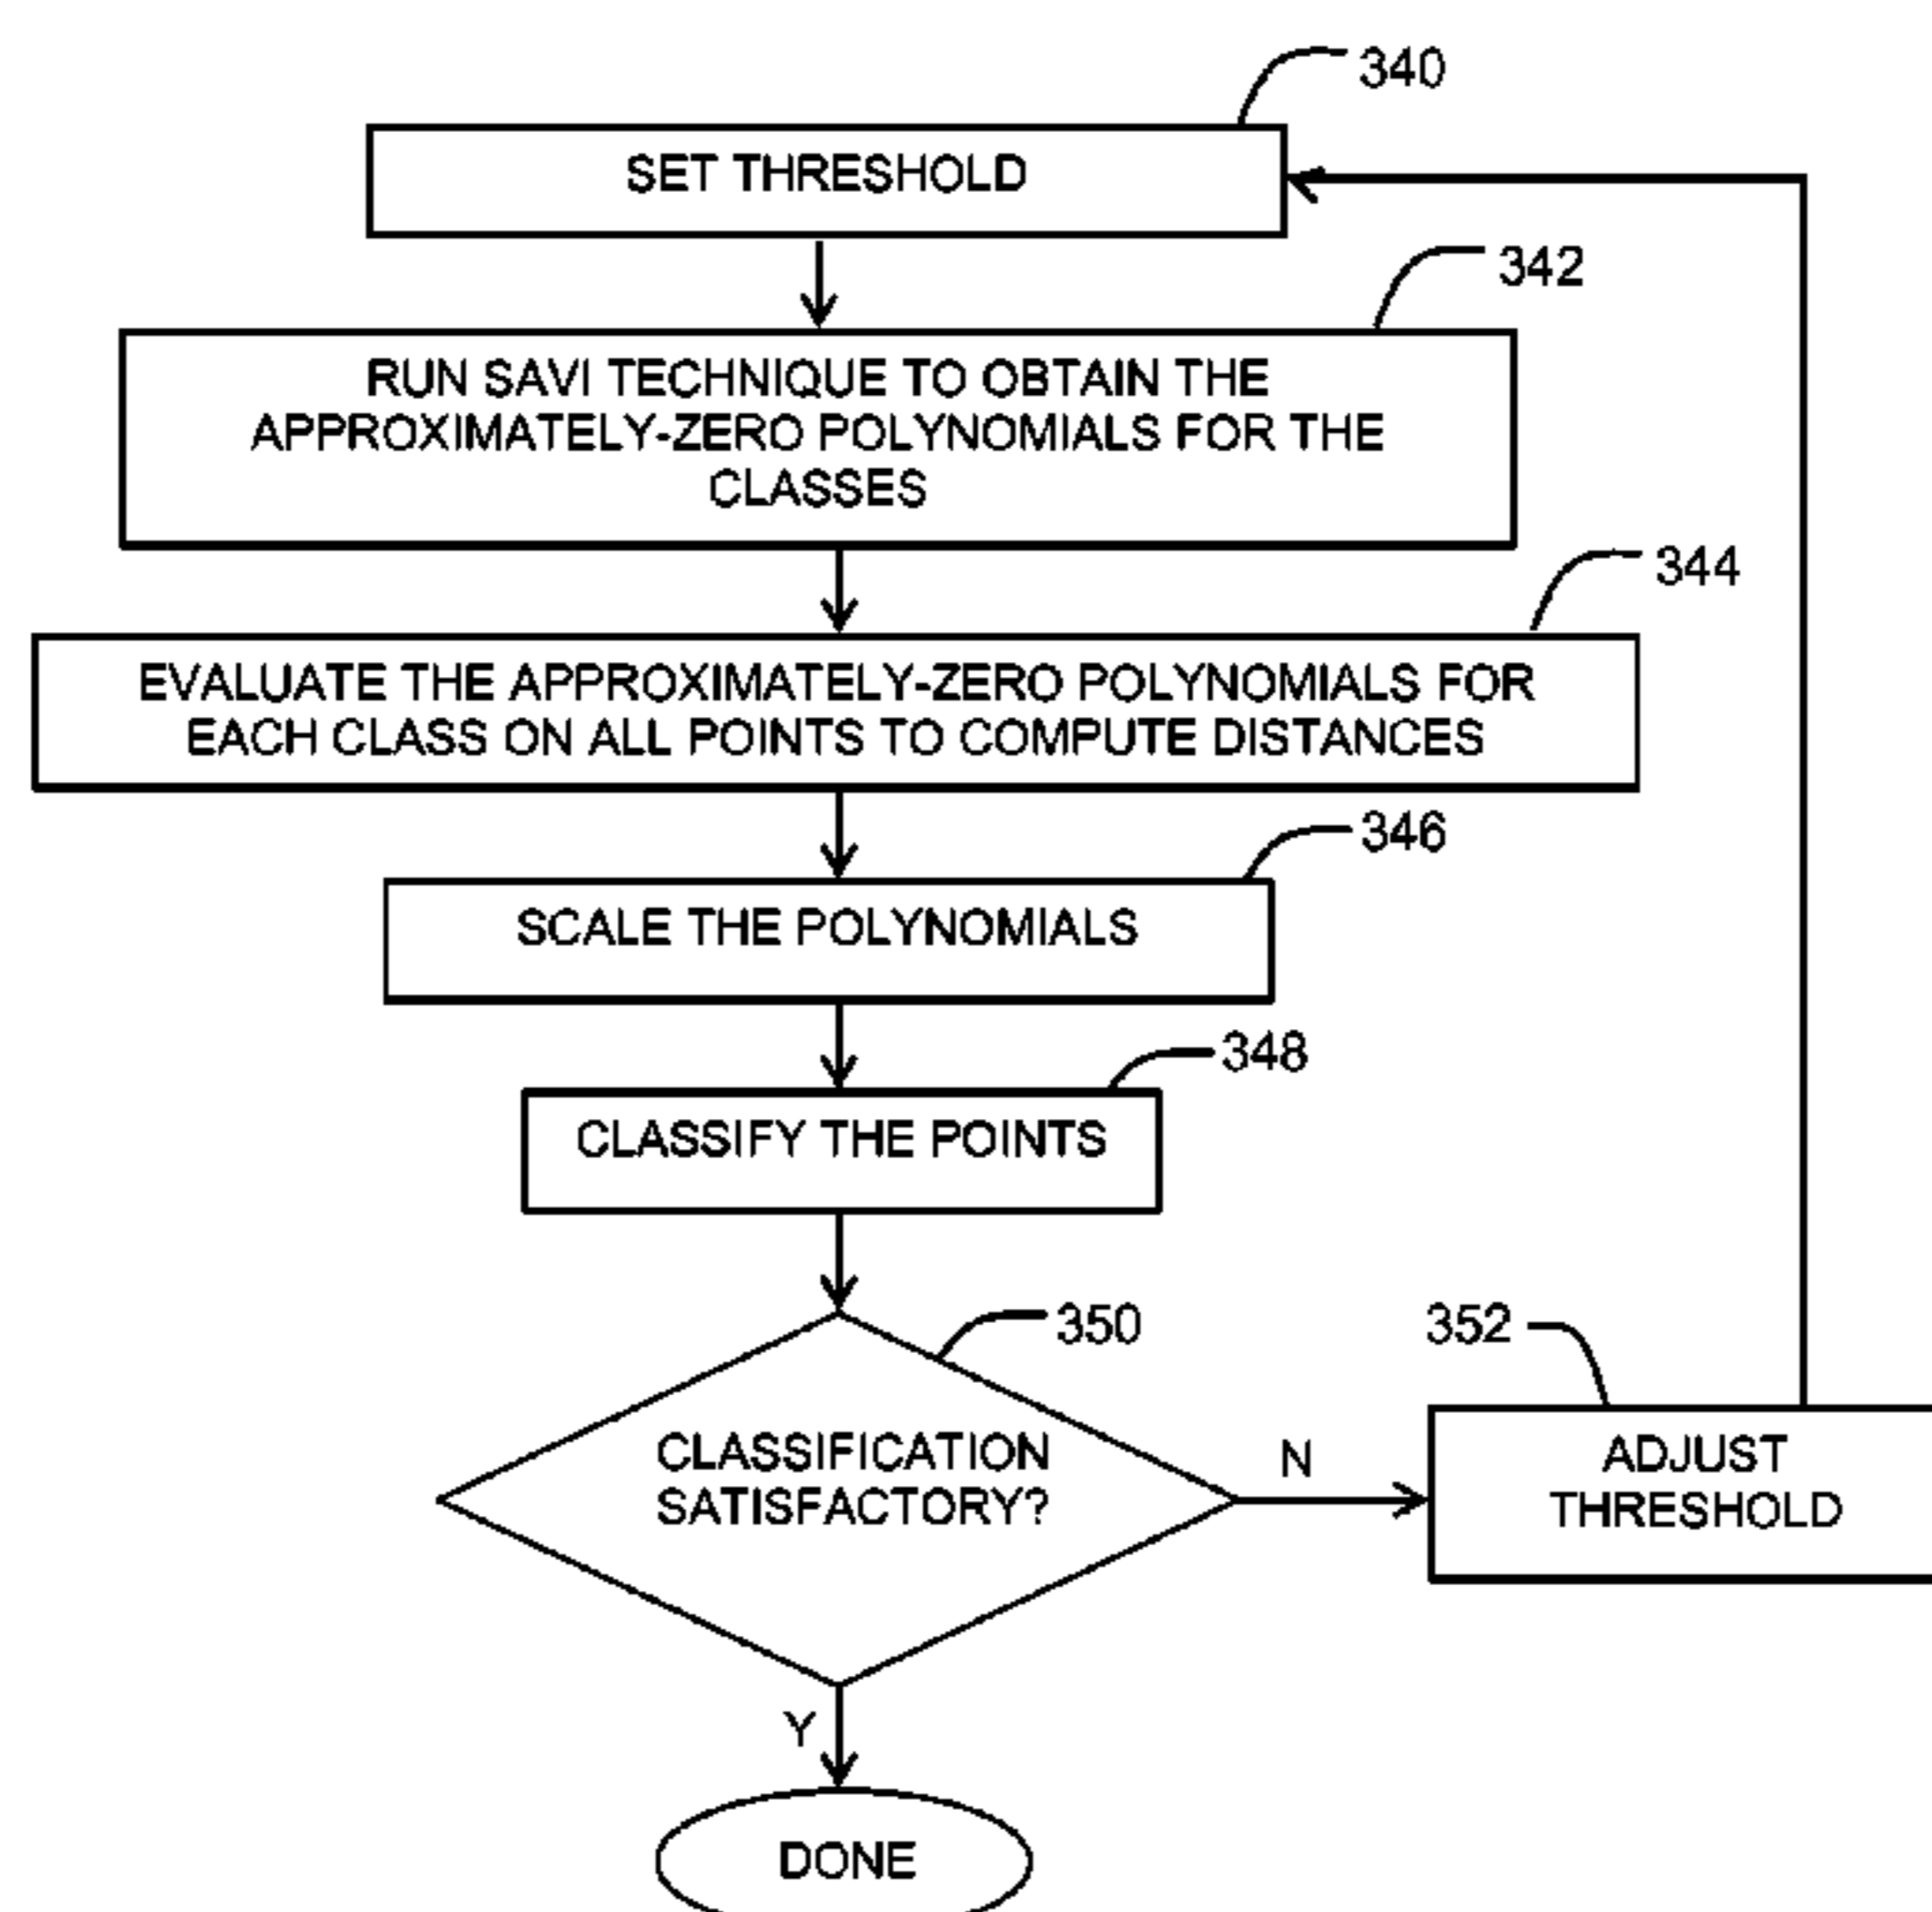 340
SET THRESHOLD
342
RUN SAVI TECHNIQUE TO OBTAIN THE
APPROXIMATELY-ZERO POLYNOMIALS FOR THE
CLASSES
344
EVALUATE THE APPROXIMATELY-ZERO POLYNOMIALS FOR
EACH CLASS ON ALL POINTS TO COMPUTE DISTANCES
346
SCALE THE POLYNOMIALS
348
CLASSIFY THE POINTS
350
352
CLASSIFICATION
SATISFACTORY?
N
ADJUST
THRESHOLD
Y
DONE